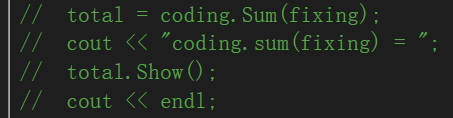 //  total = coding.Sum(fixing);
//  cout << "coding.sum(fixing) = ";
//  total.Show();
//  cout << endl;